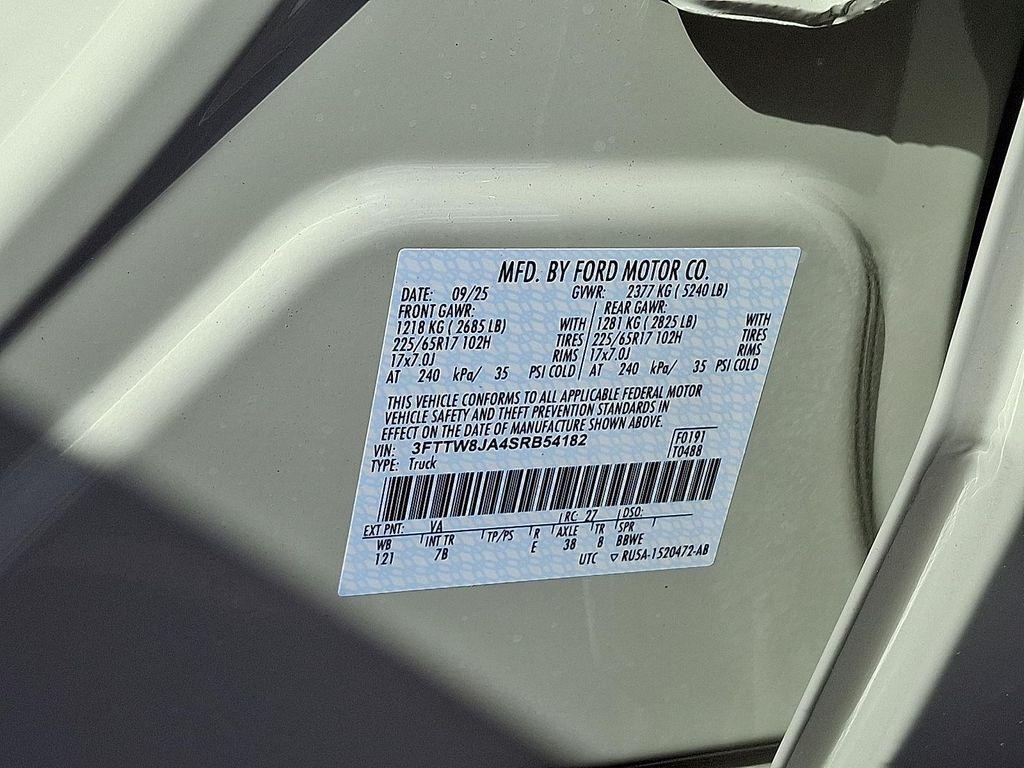 MFD. BY FORD MOTOR CO.
DATE: 09/25 GVWR: 2377 KG ( 5240 LB)
FRONT GAWR: REAR GAWR:
1218 KG ( 2685 LB) WITH 1281 KG ( 2825 LB) WITH
225/65R17 102H TIRES 225/65R17 102H TIRES
17x7.0J RIMS 17x7.0J RIMS
AT 240 kPa/ 35 PSI COLD AT 240 kPa/ 35 PSI COLD
THIS VEHICLE CONFORMS TO ALL APPLICABLE FEDERAL MOTOR
VEHICLE SAFETY AND THEFT PREVENTION STANDARDS IN
EFFECT ON THE DATE OF MANUFACTURE SHOWN ABOVE.
VIN: 3FTTW8JA4SRB54182 F0191
TYPE: Truck T0488
EXT PNT: VA RC: 27 DSO:
WB INT TR TP/PS R AXLE TR SPR
121 7B E 38 8 BBWE
UTC ▽ RU5A-1520472-AB